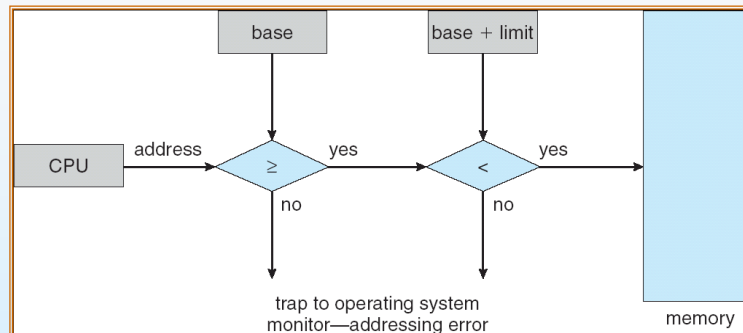 base
base + limit
CPU
address
≥
yes
<
yes
no
no
trap to operating system
monitor—addressing error
memory